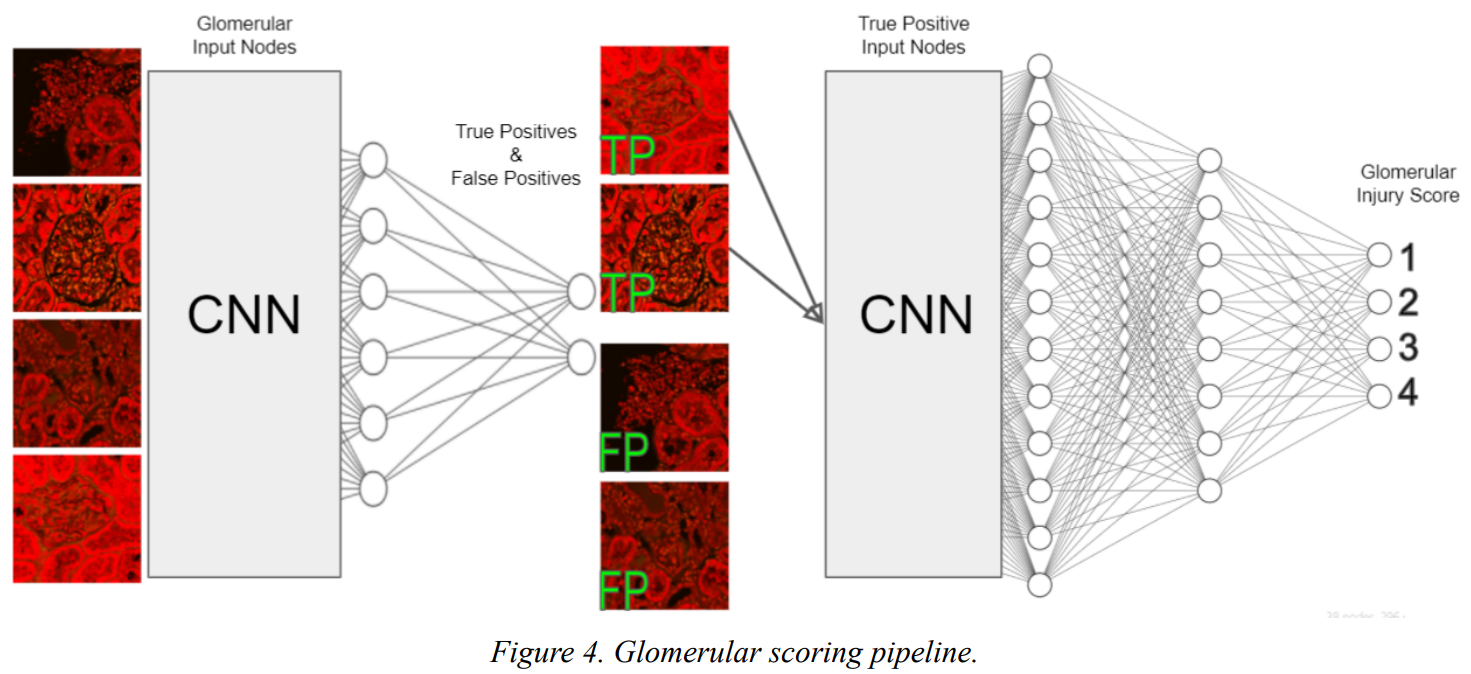 Glomerular
Input Nodes
CNN
True Positives
&
False Positives
TP
TP
FP
FP
True Positive
Input Nodes
CNN
Glomerular
Injury Score
1
2
3
4
Figure 4. Glomerular scoring pipeline.